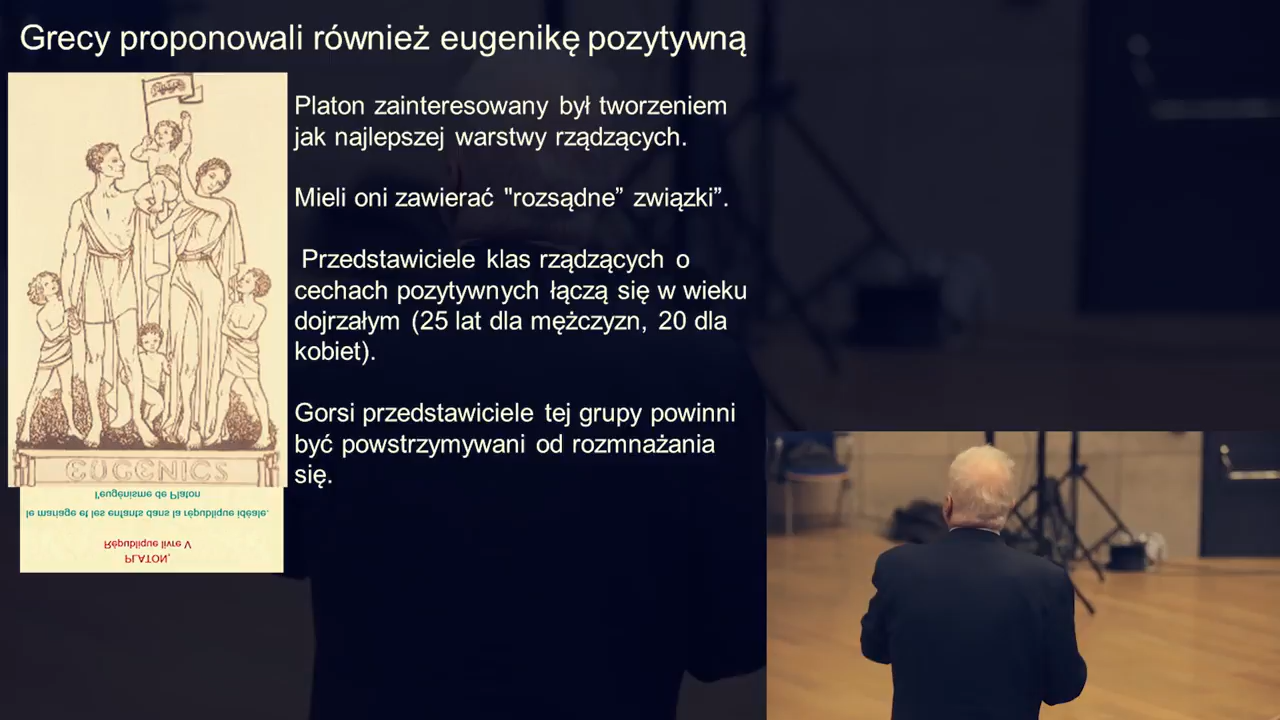 Grecy proponowali również eugenikę pozytywną
Platon zainteresowany był tworzeniem
jak najlepszej warstwy rządzących.
Mieli oni zawierać "rozsądne” związki”.
Przedstawiciele klas rządzących o
cechach pozytywnych łączą się w wieku
dojrzałym (25 lat dla mężczyzn, 20 dla
kobiet).
Gorsi przedstawiciele tej grupy powinni
być powstrzymywani od rozmnażania
się.
EUGENICS
l'eugénisme de Platon
le mariage et les enfants dans la république idéale.
République livre V
PLATON,